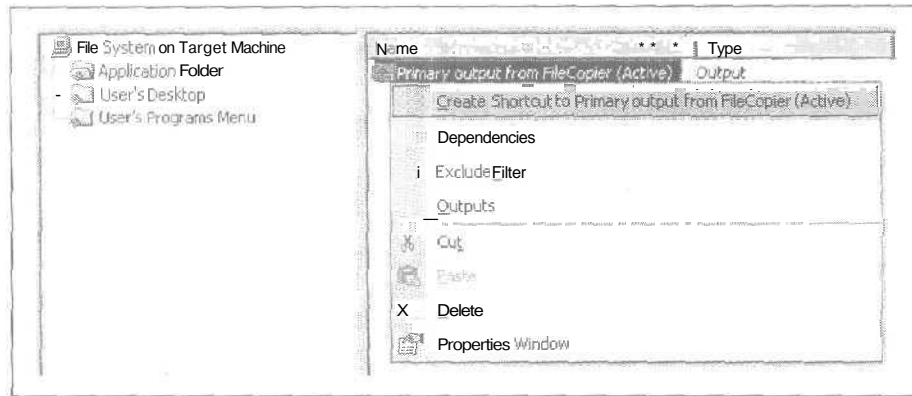 File System on Target Machine
Application Folder
User's Desktop
User's Programs Menu
Name Type
Primary output from FileCopier (Active) Output
Create Shortcut to Primary output from FileCopier (Active)
Dependencies
Exclude Filter
Outputs
Cut
Paste
Delete
Properties Window